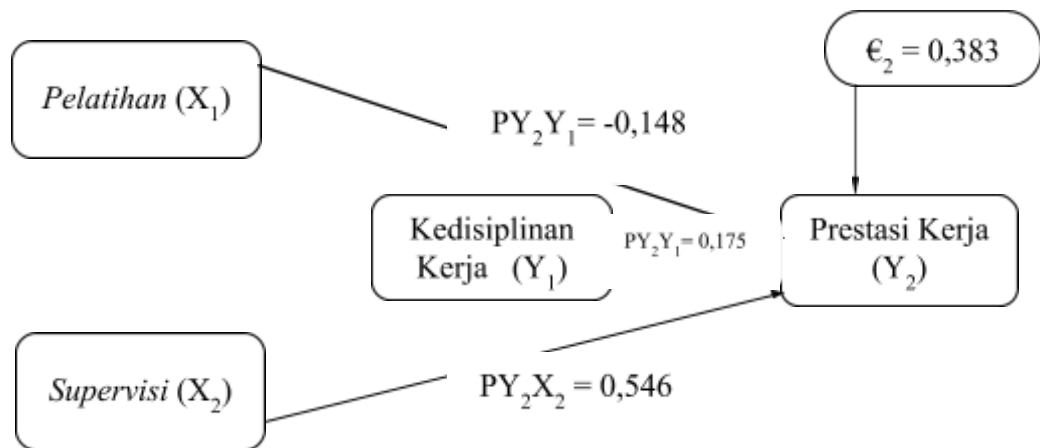 €₂ = 0,383
Pelatihan (X₁)
PY₂Y₁= -0,148
Kedisiplinan
Kerja (Y₁)
PY₂Y₁= 0,175
Prestasi Kerja
(Y₂)
Supervisi (X₂)
PY₂X₂ = 0,546